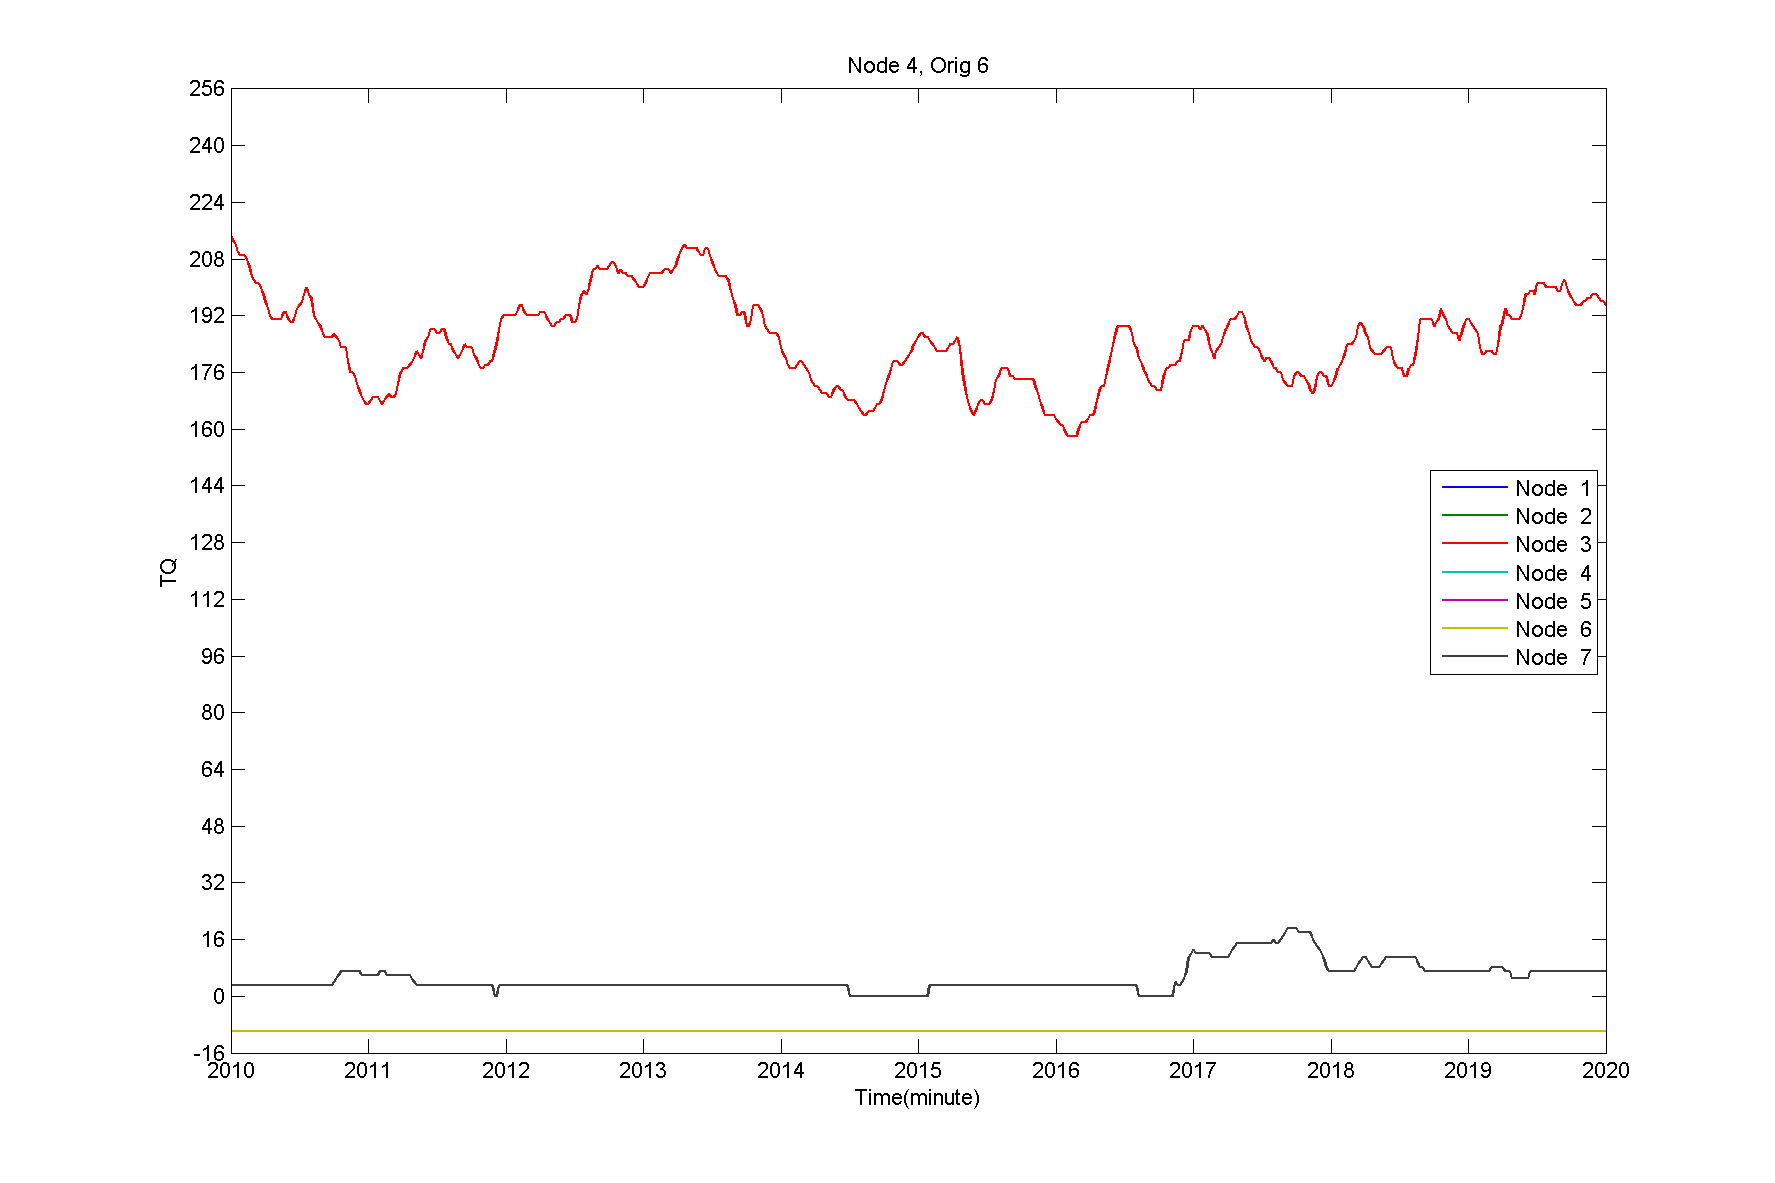 Node 4, Orig 6
256
240
224
208
192
176
160
144
128
112
96
80
64
48
32
16
0
-16
TQ
Node 1
Node 2
Node 3
Node 4
Node 5
Node 6
Node 7
2010 2011 2012 2013 2014 2015 2016 2017 2018 2019 2020
Time(minute)